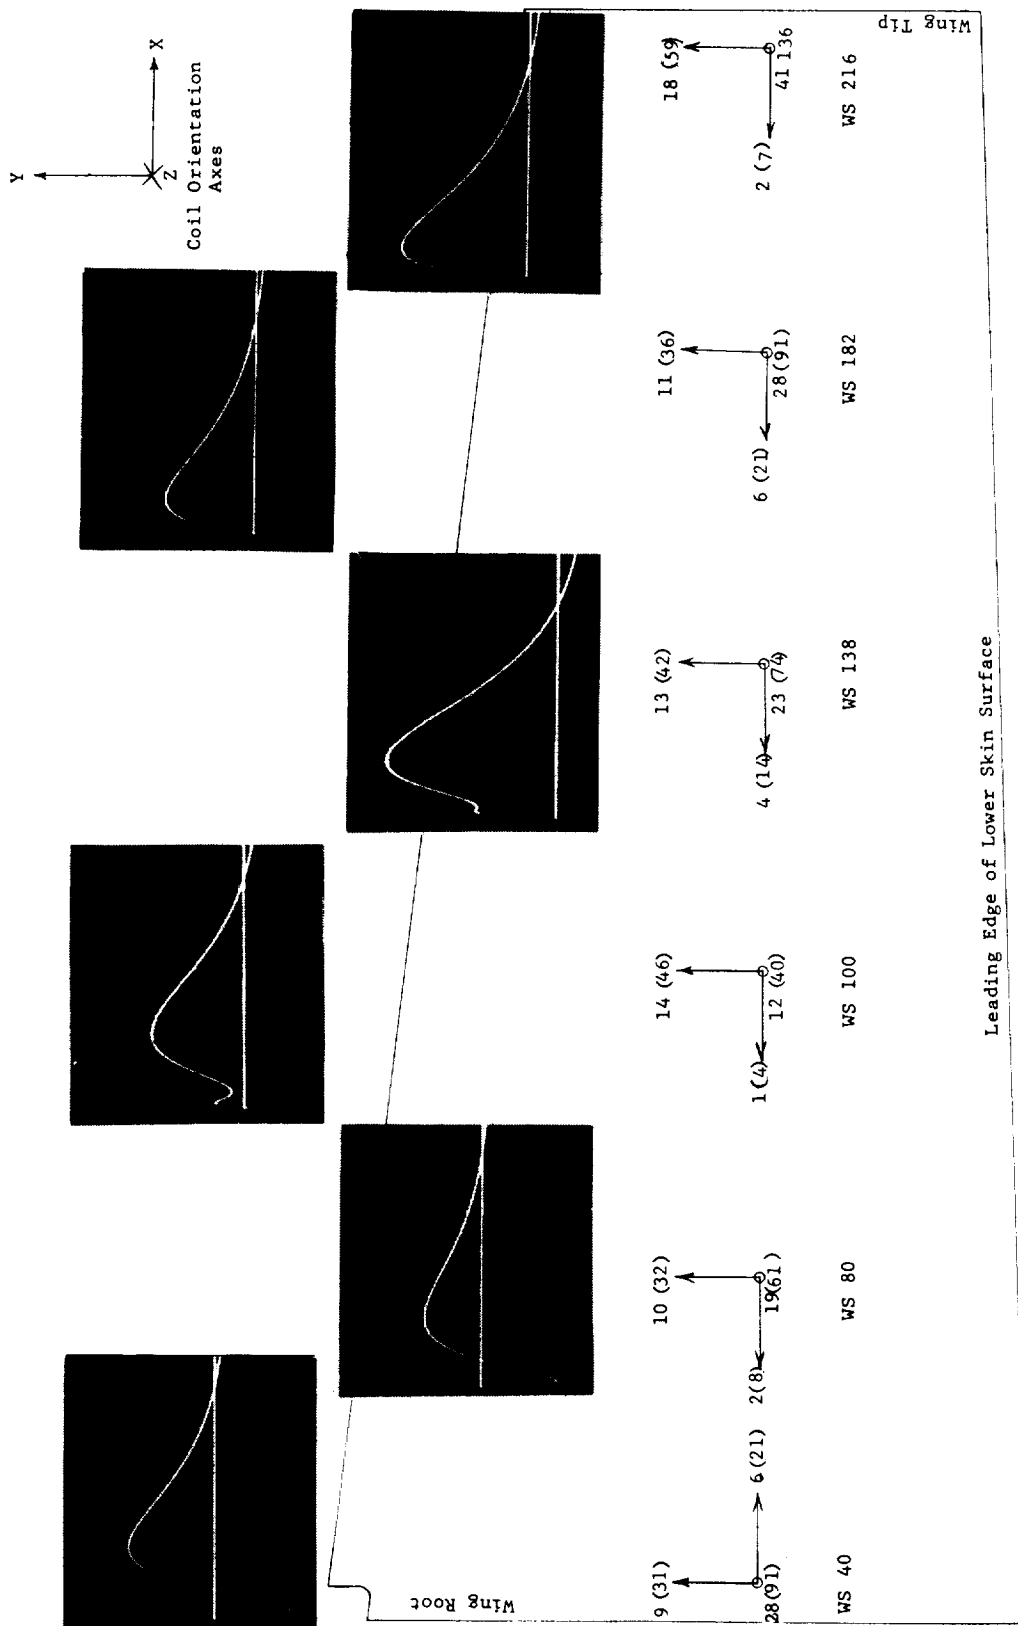 Y
X
Z
Coil Orientation
Axes
Wing Root
Wing Tip
9 (31)
6 (21)
28(91)
WS 40
10 (32)
2(8)
19(61)
WS 80
14 (46)
1(4)
12 (40)
WS 100
13 (42)
4 (14)
23 (74)
WS 138
11 (36)
6 (21)
28(91)
WS 182
18 (59)
2 (7)
41 136
WS 216
Leading Edge of Lower Skin Surface